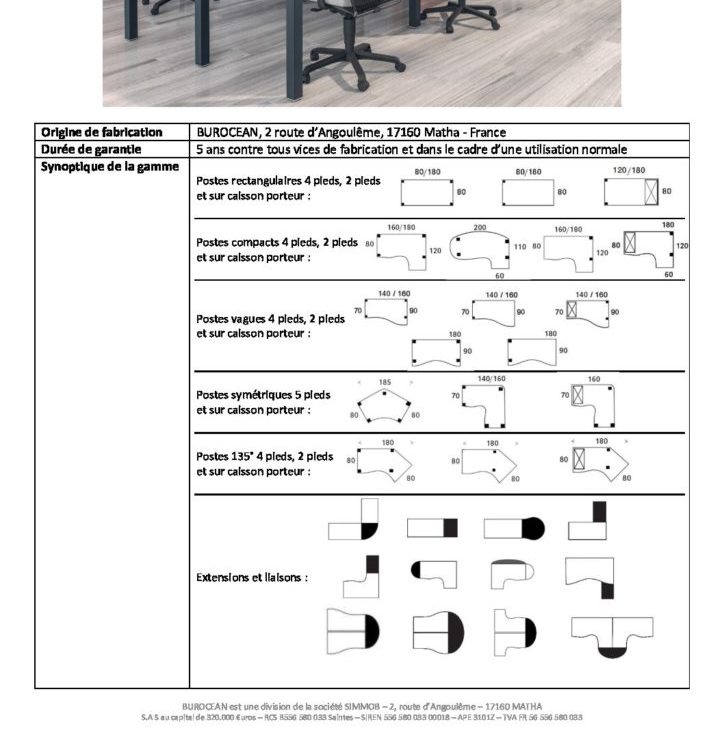 Origine de fabrication BUROCEAN, 2 route d'Angoulême, 17160 Matha - France
Durée de garantie 5 ans contre tous vices de fabrication et dans le cadre d'une utilisation normale
Synoptique de la gamme
80/180 80/180 120/180
Postes rectangulaires 4 pieds, 2 pieds
et sur caisson porteur :
80 80 80
160/180 200 160/180 180
Postes compacts 4 pieds, 2 pieds
et sur caisson porteur :
80 120 110 80 120 80 120
60 60
140 / 160 140 / 160 140 / 160
70 90 70 90 70 90
Postes vagues 4 pieds, 2 pieds
et sur caisson porteur :
180 180
90 90
185 140/160 160
Postes symétriques 5 pieds
et sur caisson porteur :
80 80 70 70
< 180 > < 180 > < 180 >
Postes 135° 4 pieds, 2 pieds
et sur caisson porteur :
80 80 80 80 80 80
Extensions et liaisons :
BUROCEAN est une division de la société SIMMOB – 2, route d'Angoulême – 17160 MATHA
S.A S au capital de 320.000 €uros – RCS B556 580 033 Saintes – SIREN 556 580 033 00018 – APE 3101Z – TVA FR 56 556 580 033